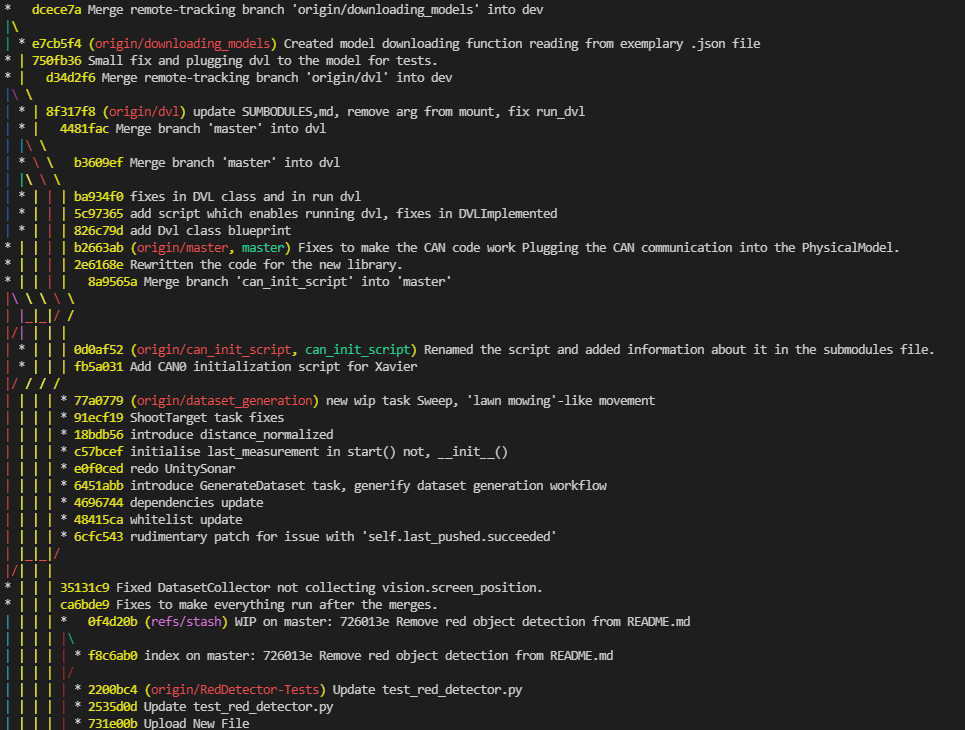 * dcece7a Merge remote-tracking branch 'origin/downloading_models' into dev
|\
| * e7cb5f4 (origin/downloading_models) Created model downloading function reading from exemplary .json file
* | 750fb36 Small fix and plugging dvl to the model for tests.
* | d34d2f6 Merge remote-tracking branch 'origin/dvl' into dev
|\ \
| * | 8f317f8 (origin/dvl) update SUMBODULES,md, remove arg from mount, fix run_dvl
| * | 4481fac Merge branch 'master' into dvl
| |\ \
| * \ \ b3609ef Merge branch 'master' into dvl
| |\ \ \
| * | | | ba934f0 fixes in DVL class and in run dvl
| * | | | 5c97365 add script which enables running dvl, fixes in DVLImplemented
| * | | | 826c79d add Dvl class blueprint
* | | | | b2663ab (origin/master, master) Fixes to make the CAN code work Plugging the CAN communication into the PhysicalModel.
* | | | | 2e6168e Rewritten the code for the new library.
* | | | | 8a9565a Merge branch 'can_init_script' into 'master'
|\ \ \ \ \
| |_|_|/ /
|/| | | |
| * | | | 0d0af52 (origin/can_init_script, can_init_script) Renamed the script and added information about it in the submodules file.
| * | | | fb5a031 Add CAN0 initialization script for Xavier
|/ / / /
| | | | * 77a0779 (origin/dataset_generation) new wip task Sweep, 'lawn mowing'-like movement
| | | | * 91ecf19 ShootTarget task fixes
| | | | * 18bdb56 introduce distance_normalized
| | | | * c57bcef initialise last_measurement in start() not, __init__()
| | | | * e0f0ced redo UnitySonar
| | | | * 6451abb introduce GenerateDataset task, generify dataset generation workflow
| | | | * 4696744 dependencies update
| | | | * 48415ca whitelist update
| | | | * 6cfc543 rudimentary patch for issue with 'self.last_pushed.succeeded'
| |_|_|/
|/| | |
* | | | 35131c9 Fixed DatasetCollector not collecting vision.screen_position.
* | | | ca6bde9 Fixes to make everything run after the merges.
| | | | * 0f4d20b (refs/stash) WIP on master: 726013e Remove red object detection from README.md
| | | | |\
| | | | | * f8c6ab0 index on master: 726013e Remove red object detection from README.md
| | | | |/
| | | | | * 2200bc4 (origin/RedDetector-Tests) Update test_red_detector.py
| | | | | * 2535d0d Update test_red_detector.py
| | | | | * 731e00b Upload New File